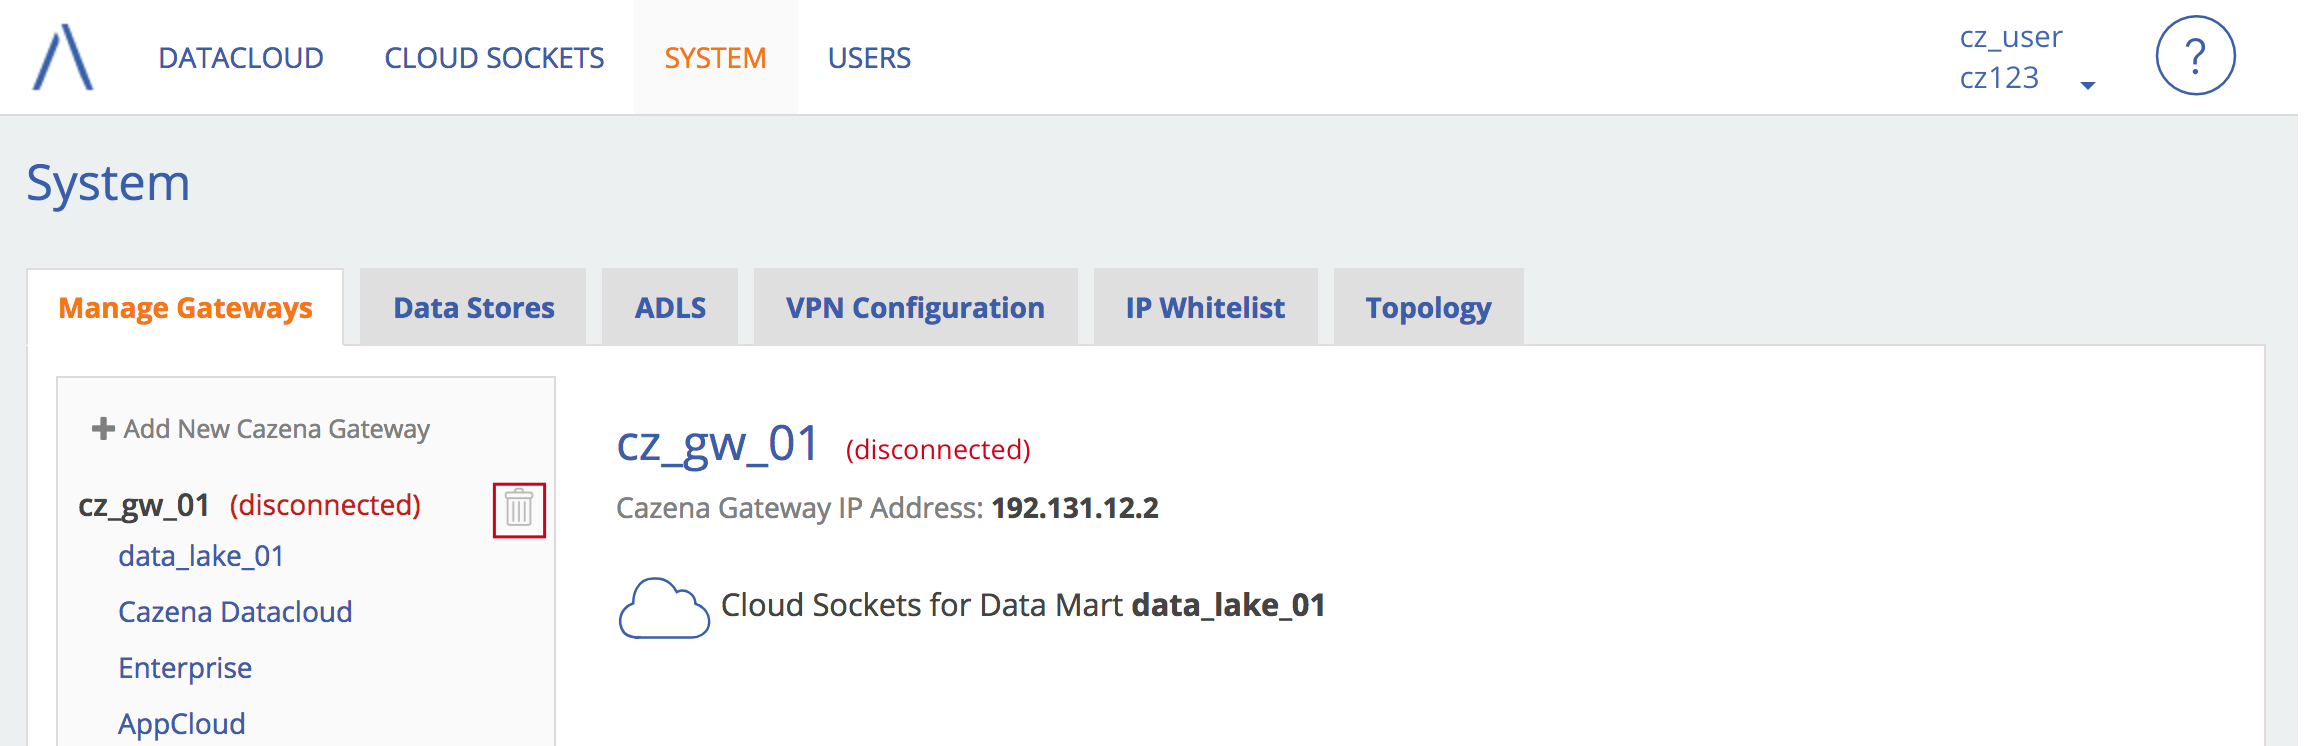 DATACLOUD CLOUD SOCKETS SYSTEM USERS
cz_user
cz123
?
System
Manage Gateways Data Stores ADLS VPN Configuration IP Whitelist Topology
Add New Cazena Gateway
cz_gw_01 (disconnected)
data_lake_01
Cazena Datacloud
Enterprise
AppCloud
cz_gw_01 (disconnected)
Cazena Gateway IP Address: 192.131.12.2
Cloud Sockets for Data Mart data_lake_01